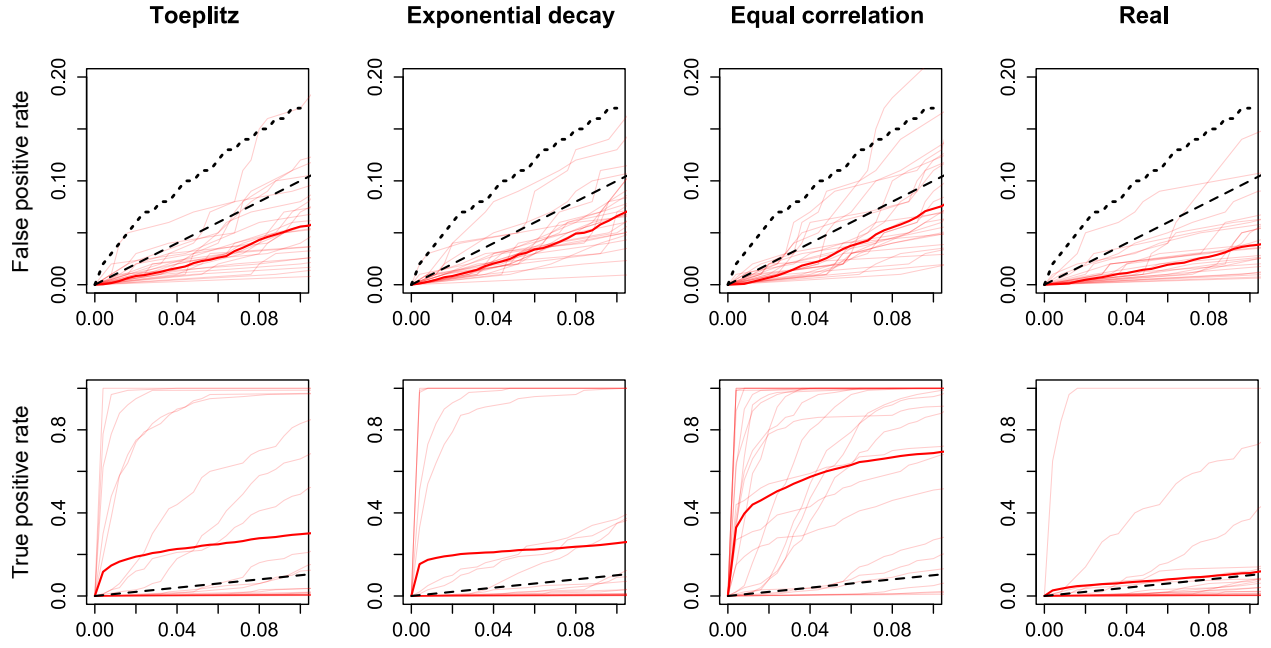 Toeplitz Exponential decay Equal correlation Real
False positive rate
0.00 0.10 0.20 0.00 0.10 0.20 0.00 0.10 0.20 0.00 0.10 0.20
0.00 0.04 0.08 0.00 0.04 0.08 0.00 0.04 0.08 0.00 0.04 0.08
True positive rate
0.0 0.4 0.8 0.0 0.4 0.8 0.0 0.4 0.8 0.0 0.4 0.8
0.00 0.04 0.08 0.00 0.04 0.08 0.00 0.04 0.08 0.00 0.04 0.08